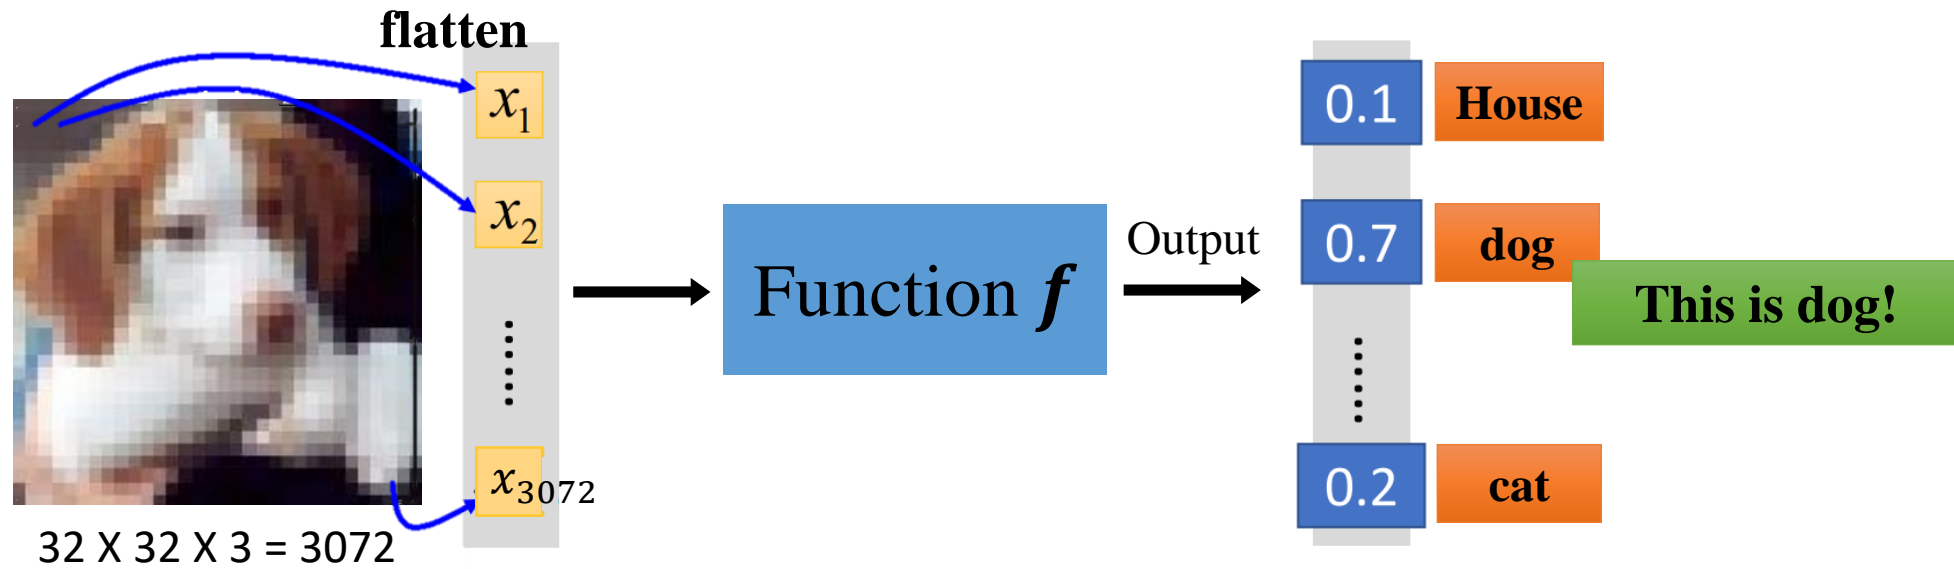 flatten
x₁
x₂
x₃₀₇₂
32 X 32 X 3 = 3072
Function f
Output
0.1 House
0.7 dog
This is dog!
0.2 cat